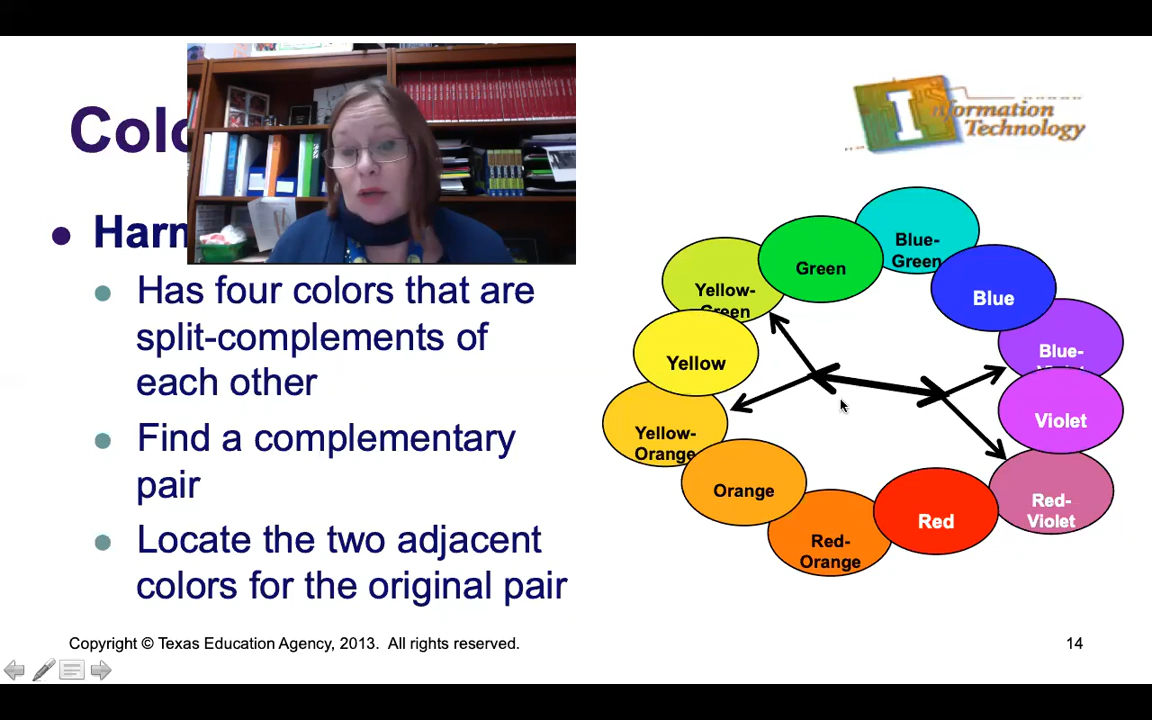 Colo
Harm
Has four colors that are
split-complements of
each other
Find a complementary
pair
Locate the two adjacent
colors for the original pair
Information
Technology
Blue-
Green
Green
Yellow-
Green
Blue
Yellow
Blue-
Violet
Yellow-
Orange
Orange
Red-
Orange
Red
Red-
Violet
Copyright © Texas Education Agency, 2013. All rights reserved.
14